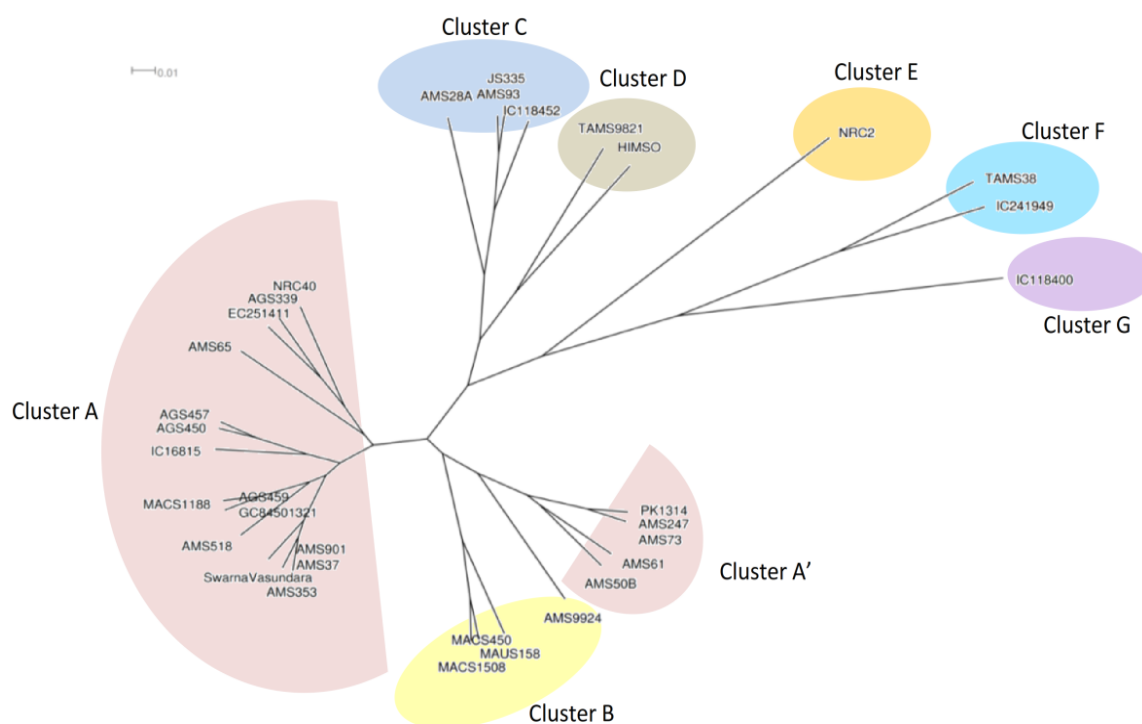 Cluster C
0.01
JS335
AMS28A
AMS93
IC118452
Cluster D
TAMS9821
HIMSO
Cluster E
NRC2
Cluster F
TAMS38
IC241949
IC118400
Cluster G
NRC40
AGS339
EC251411
AMS65
Cluster A
AGS457
AGS450
IC16815
MACS1188
AGS459
GC84501321
AMS518
AMS901
AMS37
SwarnaVasundara
AMS353
PK1314
AMS247
AMS73
AMS61
AMS50B
Cluster A’
AMS9924
MACS450
MAUS158
MACS1508
Cluster B